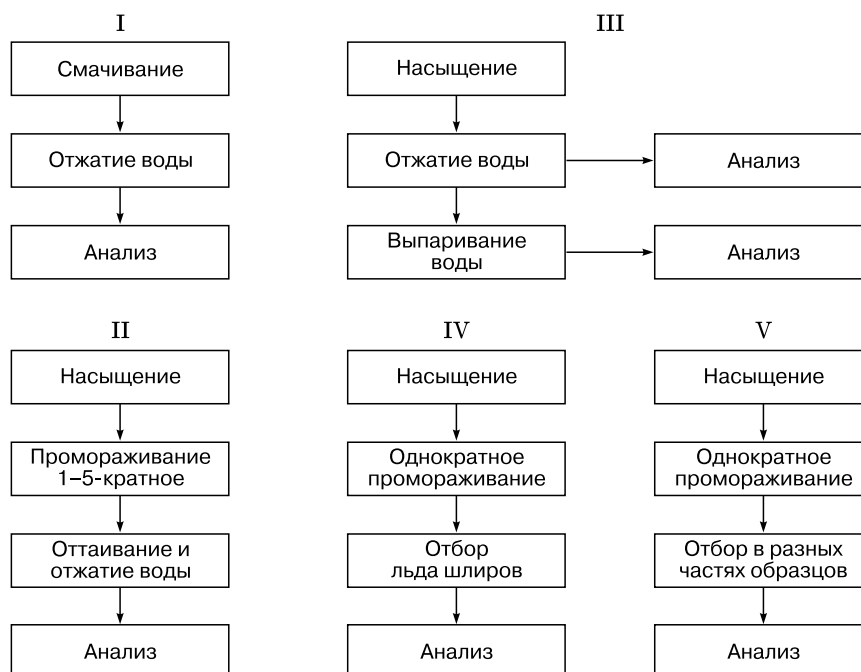 I
Смачивание
Отжатие воды
Анализ
III
Насыщение
Отжатие воды
Анализ
Выпаривание
воды
Анализ
II
Насыщение
Промораживание
1–5-кратное
Оттаивание и
отжатие воды
Анализ
IV
Насыщение
Однократное
промораживание
Отбор
льда шлиров
Анализ
V
Насыщение
Однократное
промораживание
Отбор в разных
частях образцов
Анализ